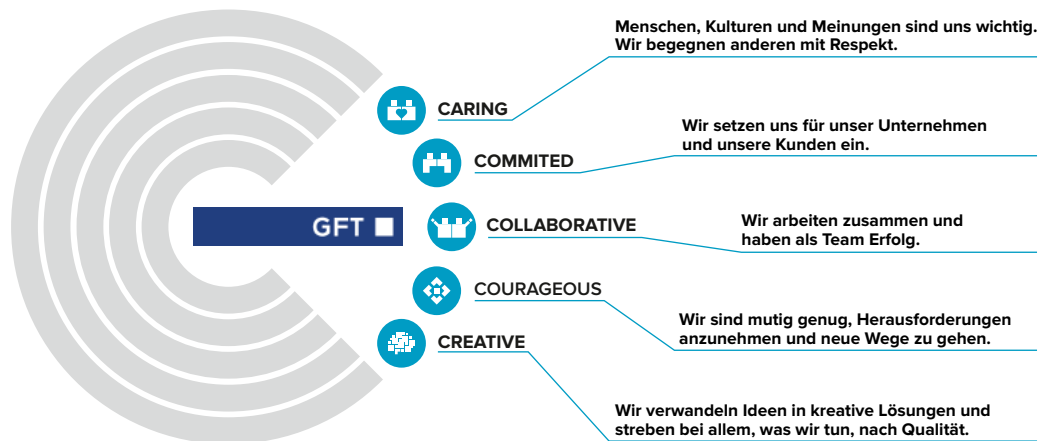 Menschen, Kulturen und Meinungen sind uns wichtig.
Wir begegnen anderen mit Respekt.
CARING
Wir setzen uns für unser Unternehmen
und unsere Kunden ein.
COMMITED
GFT
COLLABORATIVE
Wir arbeiten zusammen und
haben als Team Erfolg.
COURAGEOUS
Wir sind mutig genug, Herausforderungen
anzunehmen und neue Wege zu gehen.
CREATIVE
Wir verwandeln Ideen in kreative Lösungen und
streben bei allem, was wir tun, nach Qualität.